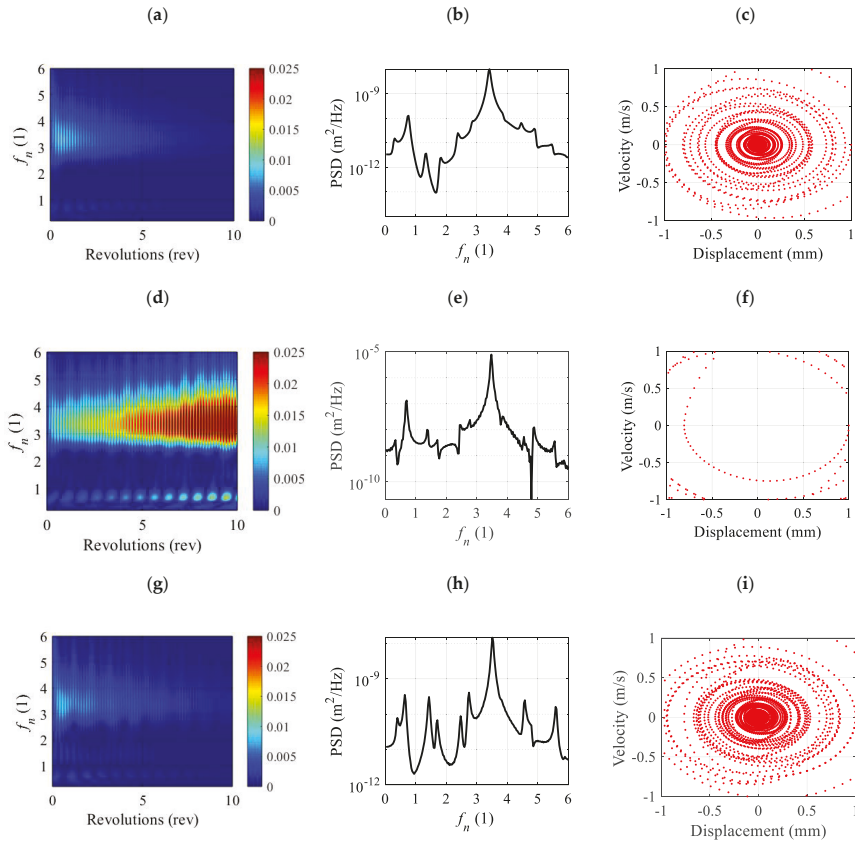 (a) (b) (c)
6
5
4
3
2
1
f_n (1)
0 5 10
Revolutions (rev)
0.025
0.02
0.015
0.01
0.005
0
10^-9
10^-12
PSD (m^2/Hz)
0 1 2 3 4 5 6
f_n (1)
1
0.5
0
-0.5
-1
Velocity (m/s)
-1 -0.5 0 0.5 1
Displacement (mm)
(d) (e) (f)
6
5
4
3
2
1
f_n (1)
0 5 10
Revolutions (rev)
0.025
0.02
0.015
0.01
0.005
0
10^-5
10^-10
PSD (m^2/Hz)
0 1 2 3 4 5 6
f_n (1)
1
0.5
0
-0.5
-1
Velocity (m/s)
-1 -0.5 0 0.5 1
Displacement (mm)
(g) (h) (i)
6
5
4
3
2
1
f_n (1)
0 5 10
Revolutions (rev)
0.025
0.02
0.015
0.01
0.005
0
10^-9
10^-12
PSD (m^2/Hz)
0 1 2 3 4 5 6
f_n (1)
1
0.5
0
-0.5
-1
Velocity (m/s)
-1 -0.5 0 0.5 1
Displacement (mm)